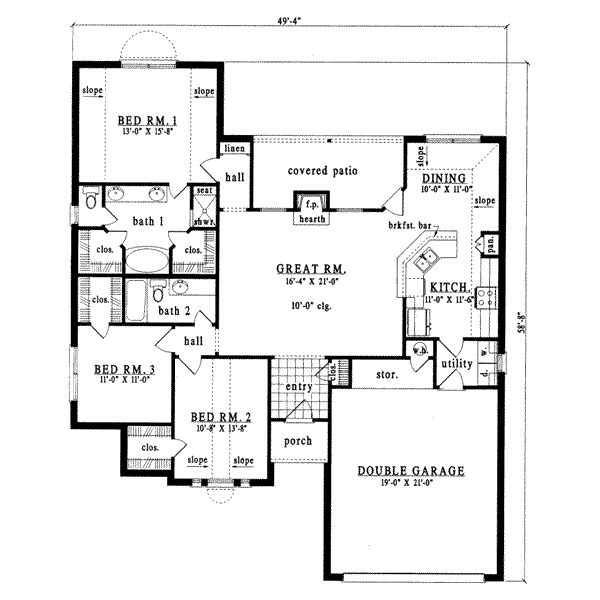 49'-4"
slope
slope
BED RM. 1
13'-0" X 15'-8"
linen
hall
covered patio
f.p.
hearth
slope
DINING
10'-0" X 11'-0"
slope
brkfst. bar
pan.
seat
shwr.
bath 1
clos.
clos.
GREAT RM.
16'-4" X 21'-0"
10'-0" clg.
KITCH.
11'-0" X 11'-6"
58'-8"
clos.
bath 2
hall
BED RM. 3
11'-0" X 11'-0"
w.h.
utility
w.
d.
clos.
stor.
entry
BED RM. 2
10'-8" X 13'-8"
porch
clos.
slope
slope
DOUBLE GARAGE
19'-0" X 21'-0"